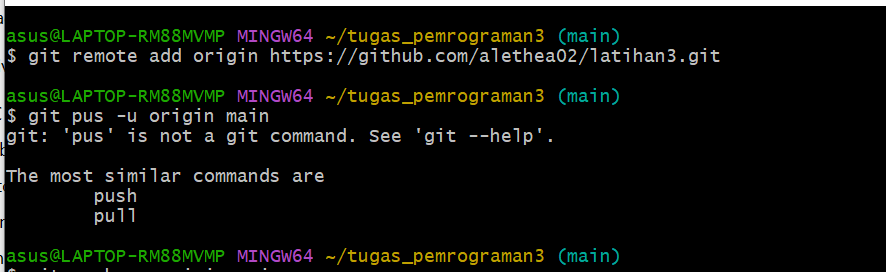 asus@LAPTOP-RM88MVMP MINGW64 ~/tugas_pemrograman3 (main)
$ git remote add origin https://github.com/alethea02/latihan3.git
asus@LAPTOP-RM88MVMP MINGW64 ~/tugas_pemrograman3 (main)
$ git pus -u origin main
git: 'pus' is not a git command. See 'git --help'.
The most similar commands are
push
pull
asus@LAPTOP-RM88MVMP MINGW64 ~/tugas_pemrograman3 (main)